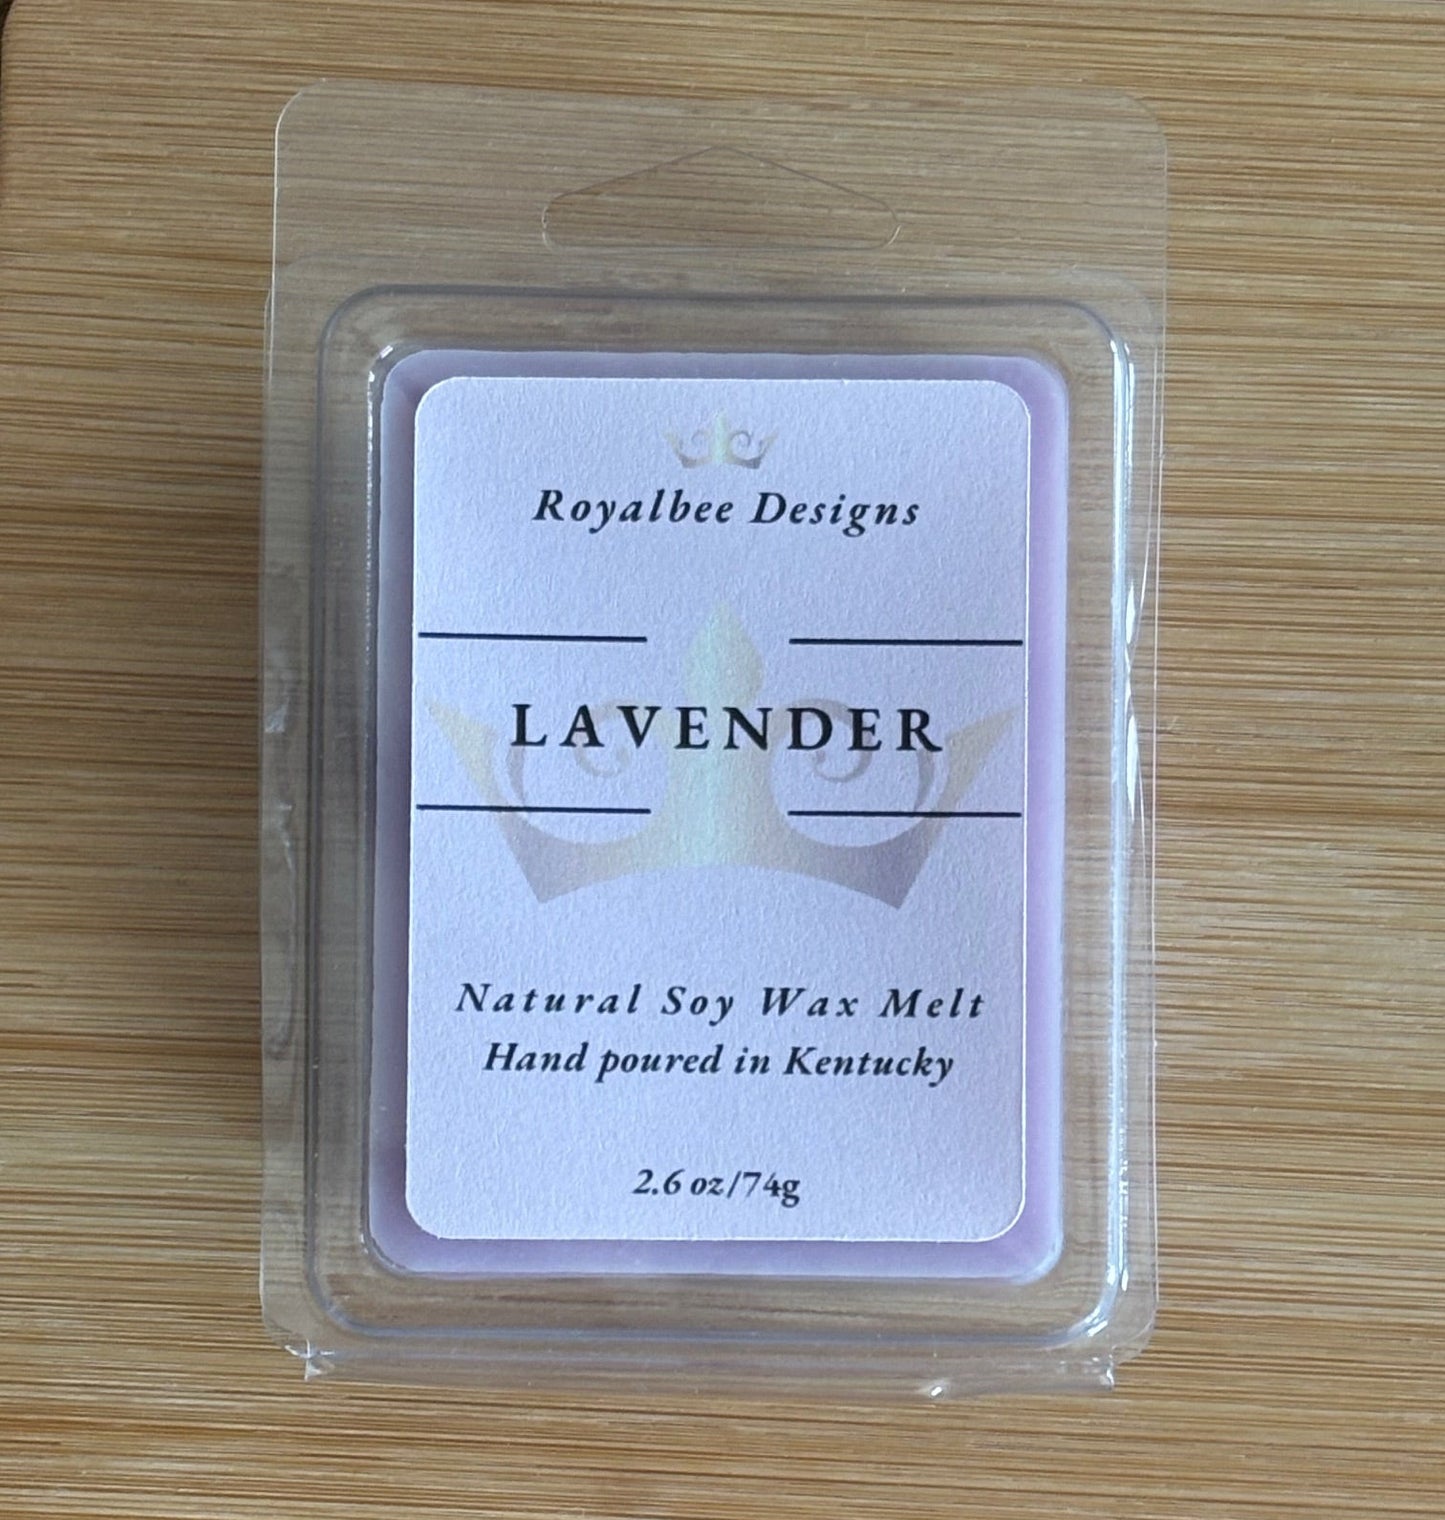 Royalbee Designs
LAVENDER
Natural Soy Wax Melt
Hand poured in Kentucky
2.6 oz/74g